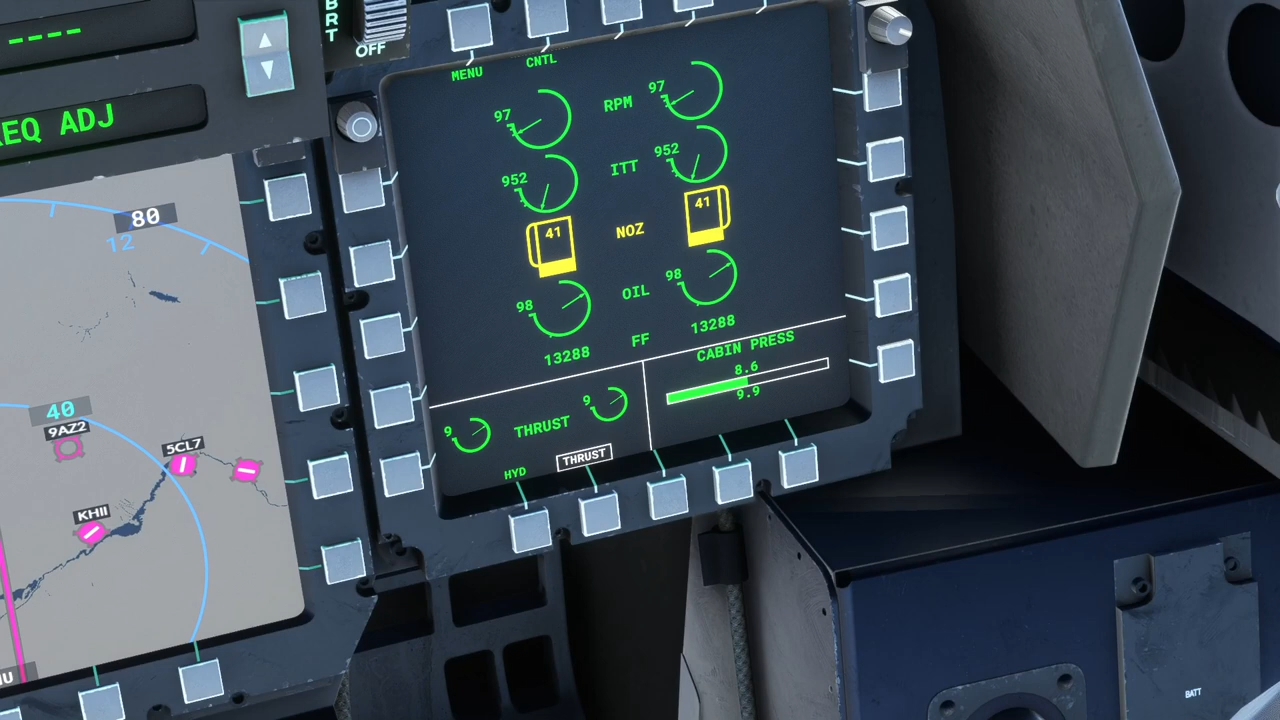 ----
BRT
OFF
EQ ADJ
MENU CNTL
97 RPM 97
952 ITT 952
41 NOZ 41
98 OIL 98
13288 FF 13288
CABIN PRESS
8.6
9.9
9 THRUST 9
HYD THRUST
80
12
40
9AZ2
5CL7
KHII
BATT